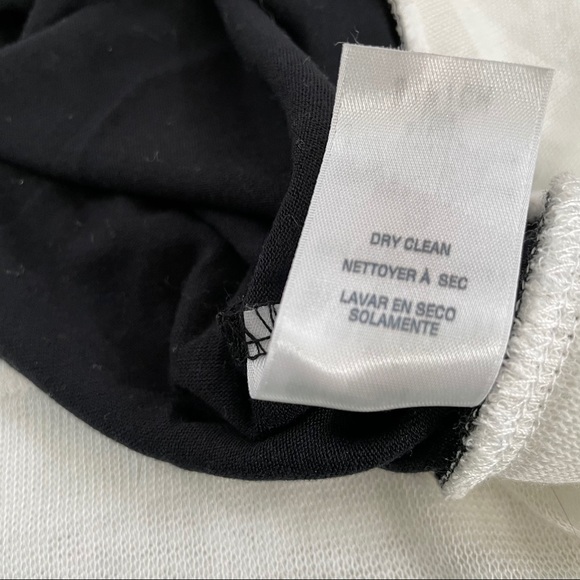 DRY CLEAN
NETTOYER À SEC
LAVAR EN SECO
SOLAMENTE